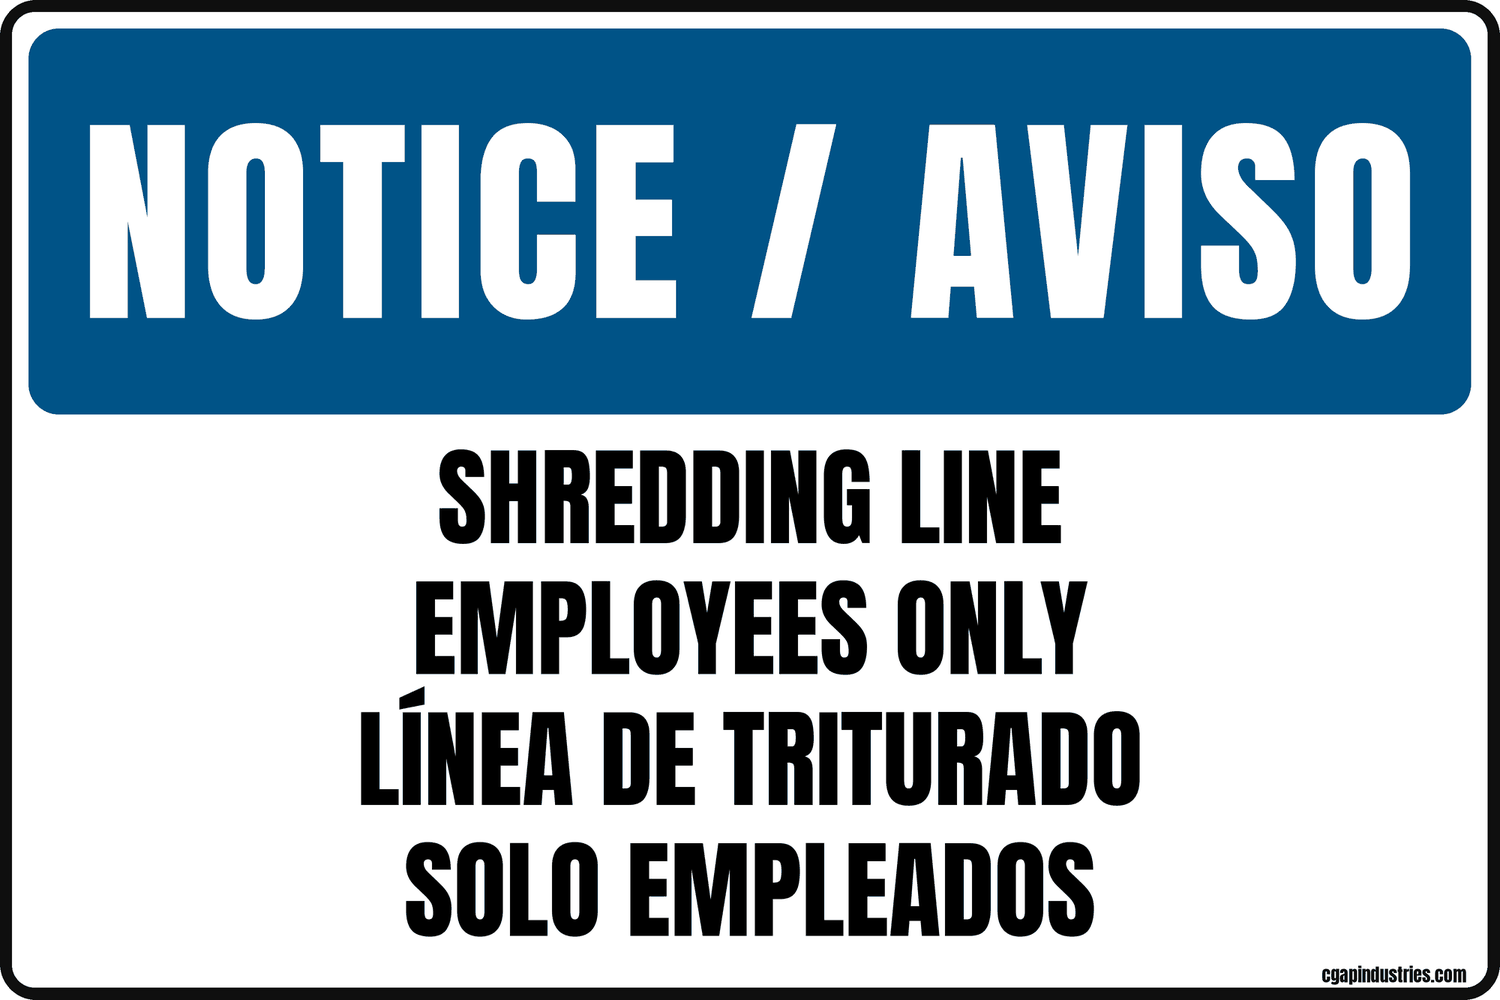 NOTICE / AVISO
SHREDDING LINE
EMPLOYEES ONLY
LÍNEA DE TRITURADO
SOLO EMPLEADOS
cgapindustries.com